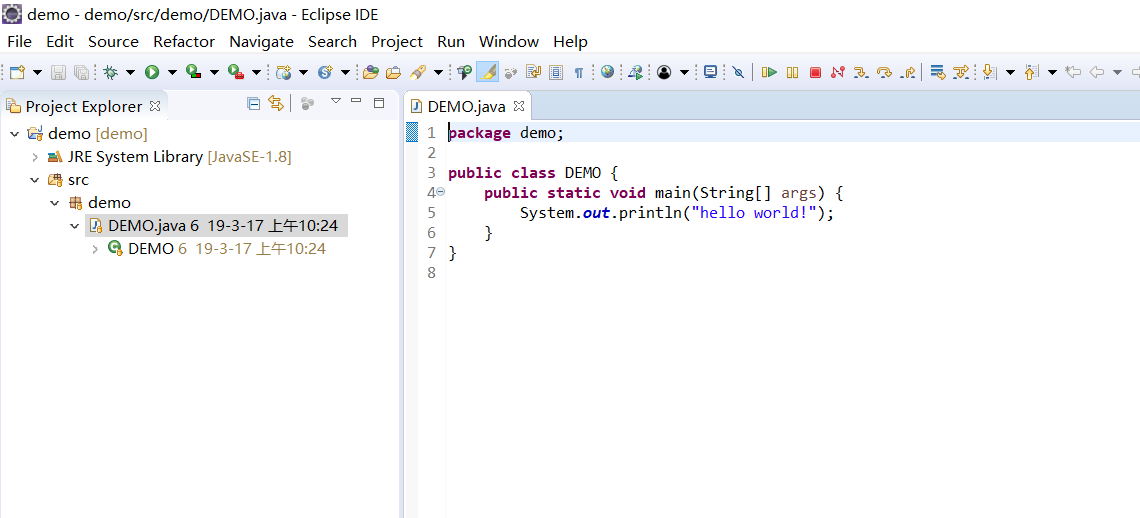 demo - demo/src/demo/DEMO.java - Eclipse IDE
File Edit Source Refactor Navigate Search Project Run Window Help
Project Explorer
demo [demo]
JRE System Library [JavaSE-1.8]
src
demo
DEMO.java 6 19-3-17 上午10:24
DEMO 6 19-3-17 上午10:24
DEMO.java
1 package demo;
2
3 public class DEMO {
4 public static void main(String[] args) {
5 System.out.println("hello world!");
6 }
7 }
8